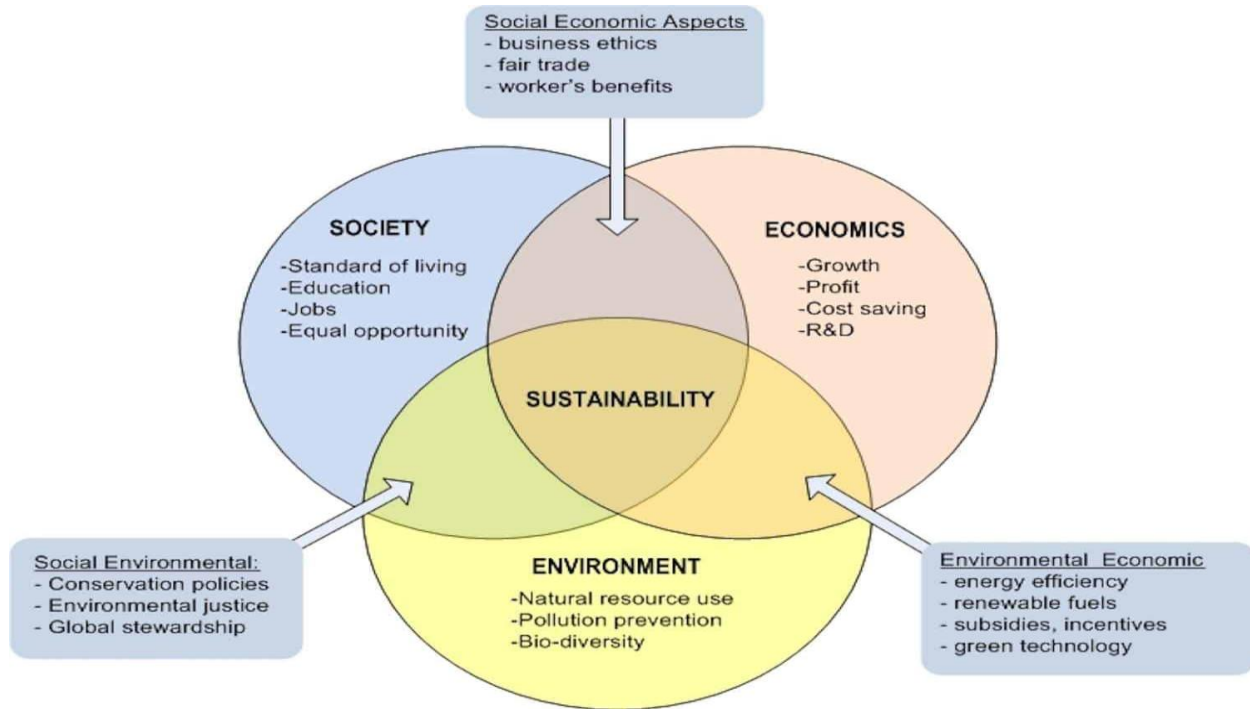 Social Economic Aspects
- business ethics
- fair trade
- worker's benefits
SOCIETY
-Standard of living
-Education
-Jobs
-Equal opportunity
ECONOMICS
-Growth
-Profit
-Cost saving
-R&D
SUSTAINABILITY
Social Environmental:
- Conservation policies
- Environmental justice
- Global stewardship
ENVIRONMENT
-Natural resource use
-Pollution prevention
-Bio-diversity
Environmental Economic
- energy efficiency
- renewable fuels
- subsidies, incentives
- green technology